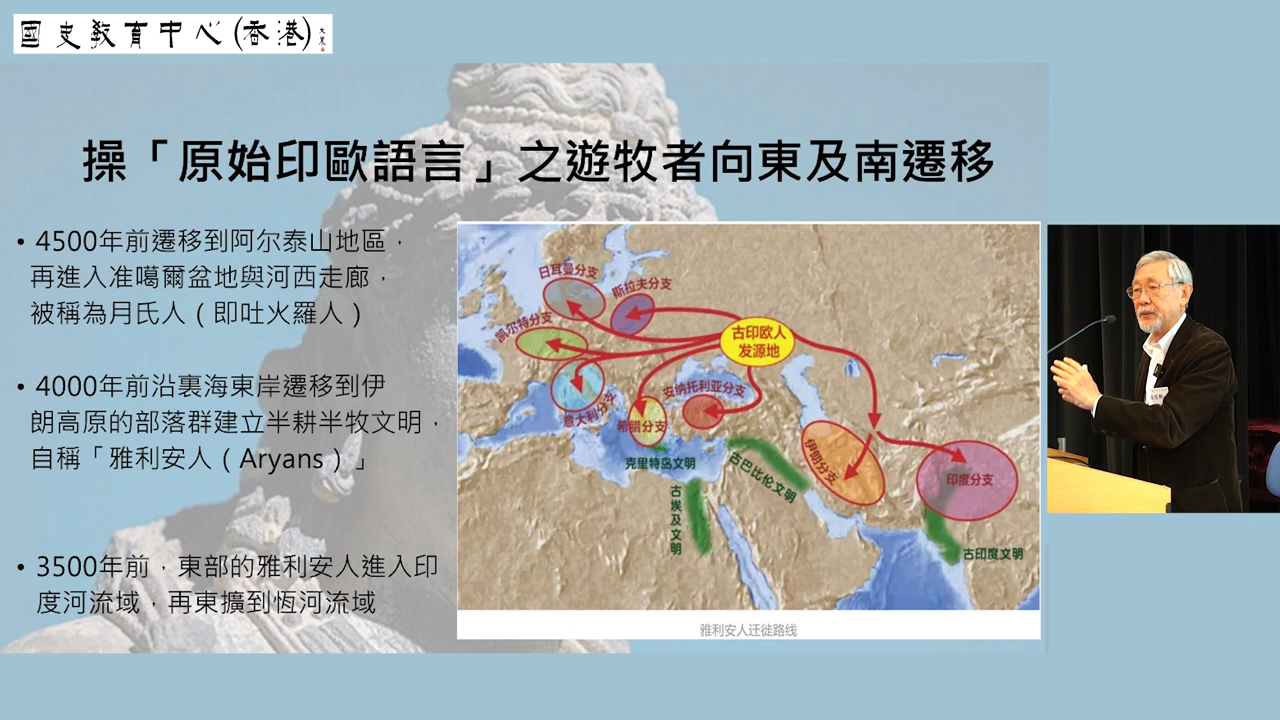 國史教育中心(香港)
操「原始印歐語言」之遊牧者向東及南遷移
• 4500年前遷移到阿尔泰山地區，
再進入准噶爾盆地與河西走廊，
被稱為月氏人（即吐火羅人）
• 4000年前沿裏海東岸遷移到伊
朗高原的部落群建立半耕半牧文明，
自稱「雅利安人（Aryans）」
• 3500年前，東部的雅利安人進入印
度河流域，再東擴到恆河流域
日耳曼分支
斯拉夫分支
凯尔特分支
古印欧人
发源地
意大利分支
安纳托利亚分支
希腊分支
伊朗分支
印度分支
克里特岛文明
古巴比伦文明
古埃及文明
古印度文明
雅利安人迁徙路线